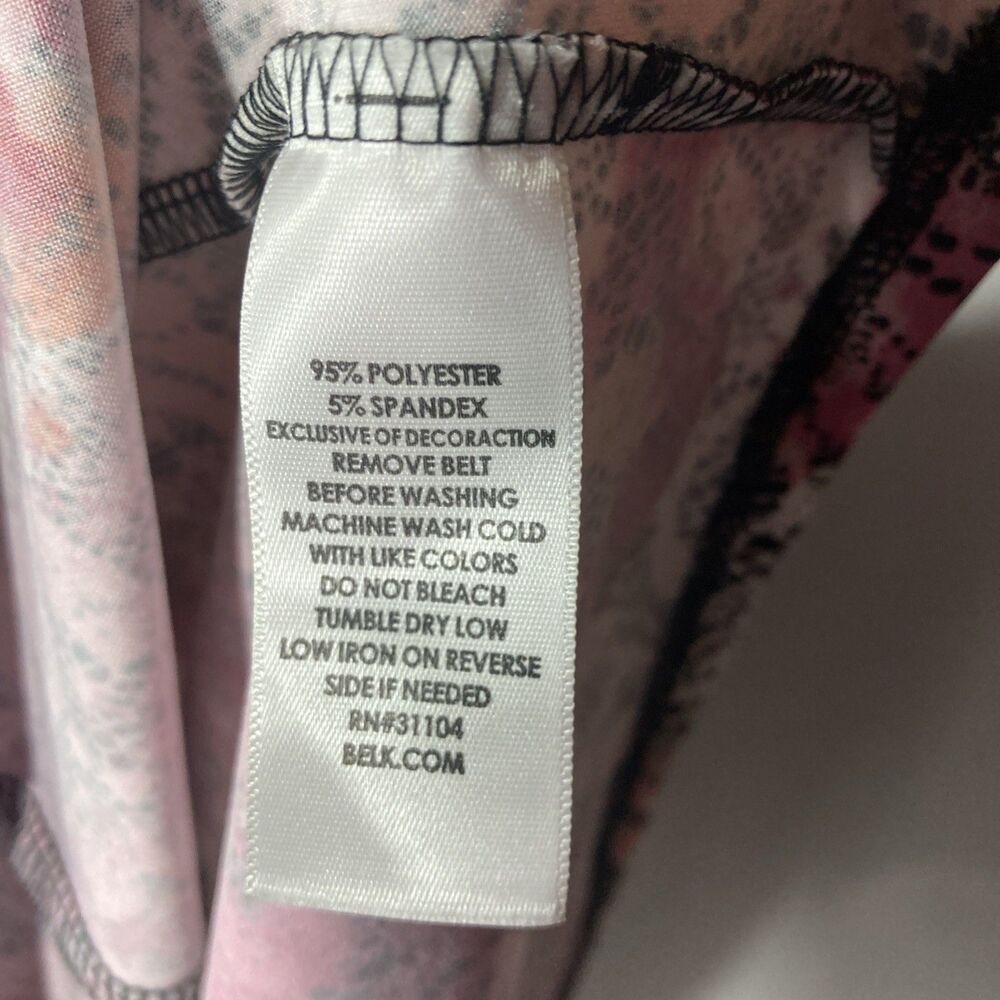 95% POLYESTER
5% SPANDEX
EXCLUSIVE OF DECORACTION
REMOVE BELT
BEFORE WASHING
MACHINE WASH COLD
WITH LIKE COLORS
DO NOT BLEACH
TUMBLE DRY LOW
LOW IRON ON REVERSE
SIDE IF NEEDED
RN#31104
BELK.COM